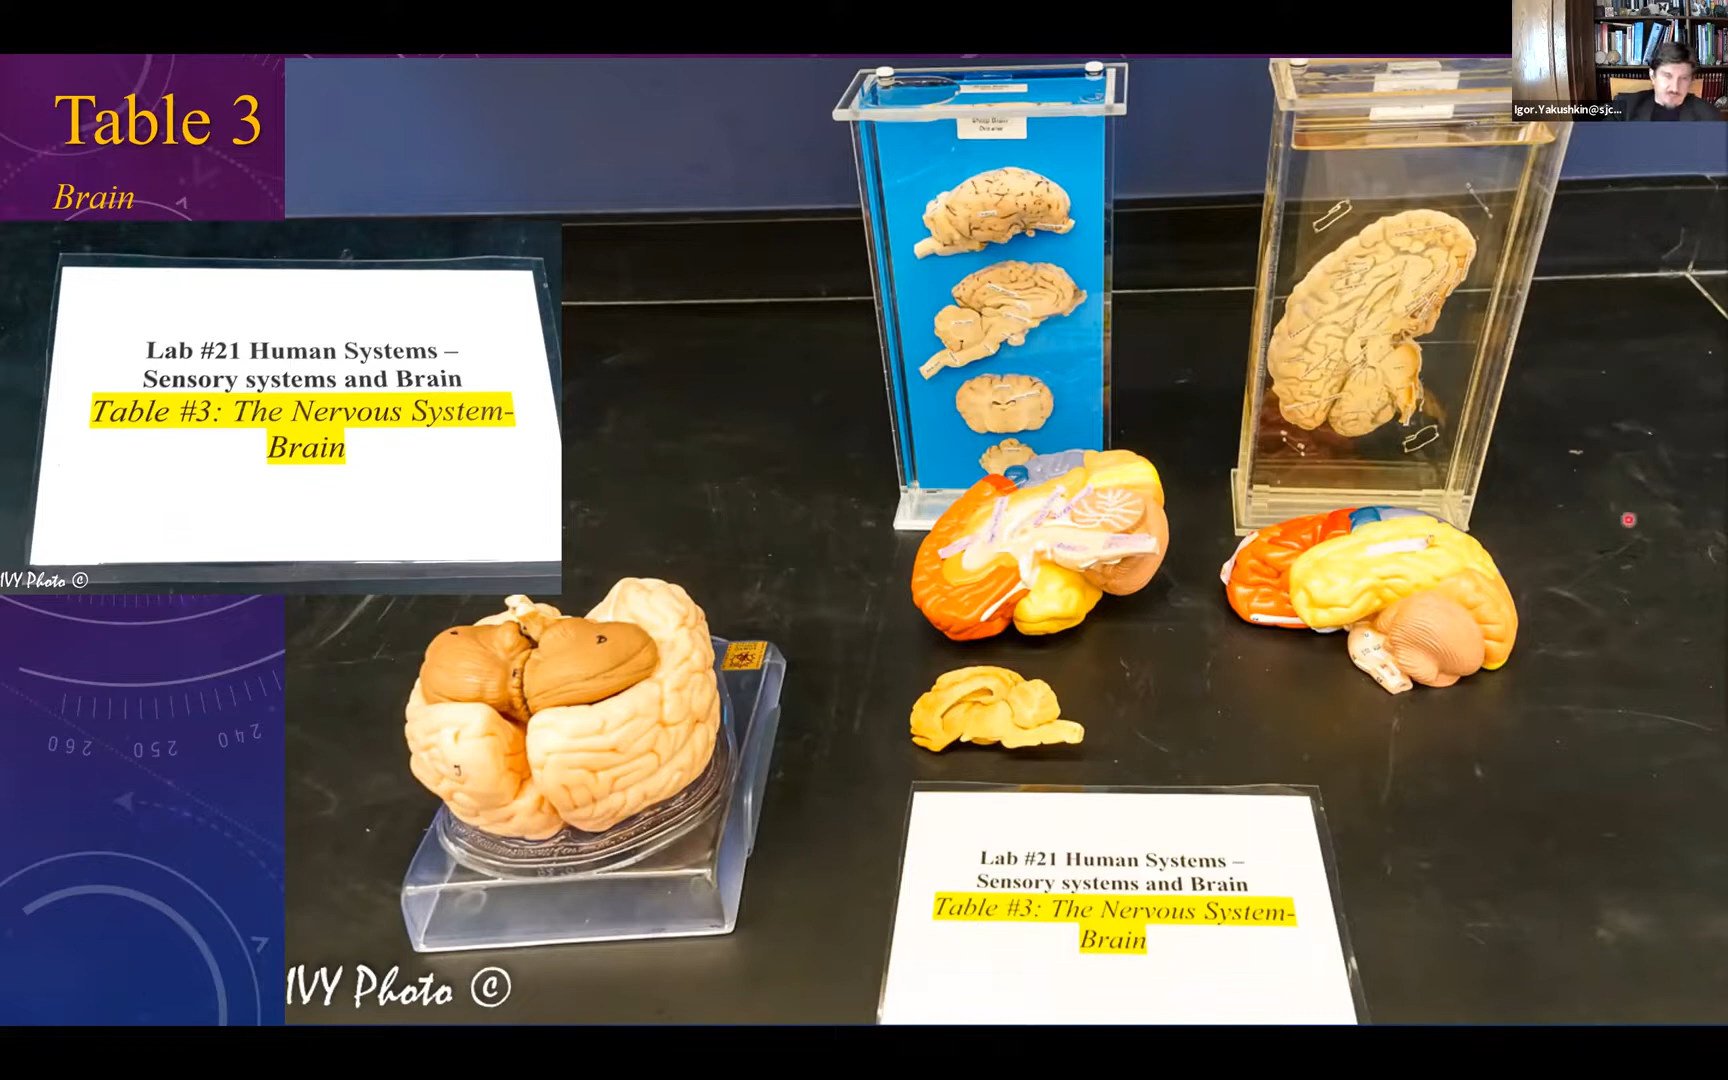 Table 3
Brain
Lab #21 Human Systems –
Sensory systems and Brain
Table #3: The Nervous System-
Brain
IVY Photo ©
Sheep Brain
Igor.Yakushkin@sjc...
260
250
240
Lab #21 Human Systems –
Sensory systems and Brain
Table #3: The Nervous System-
Brain
IVY Photo ©